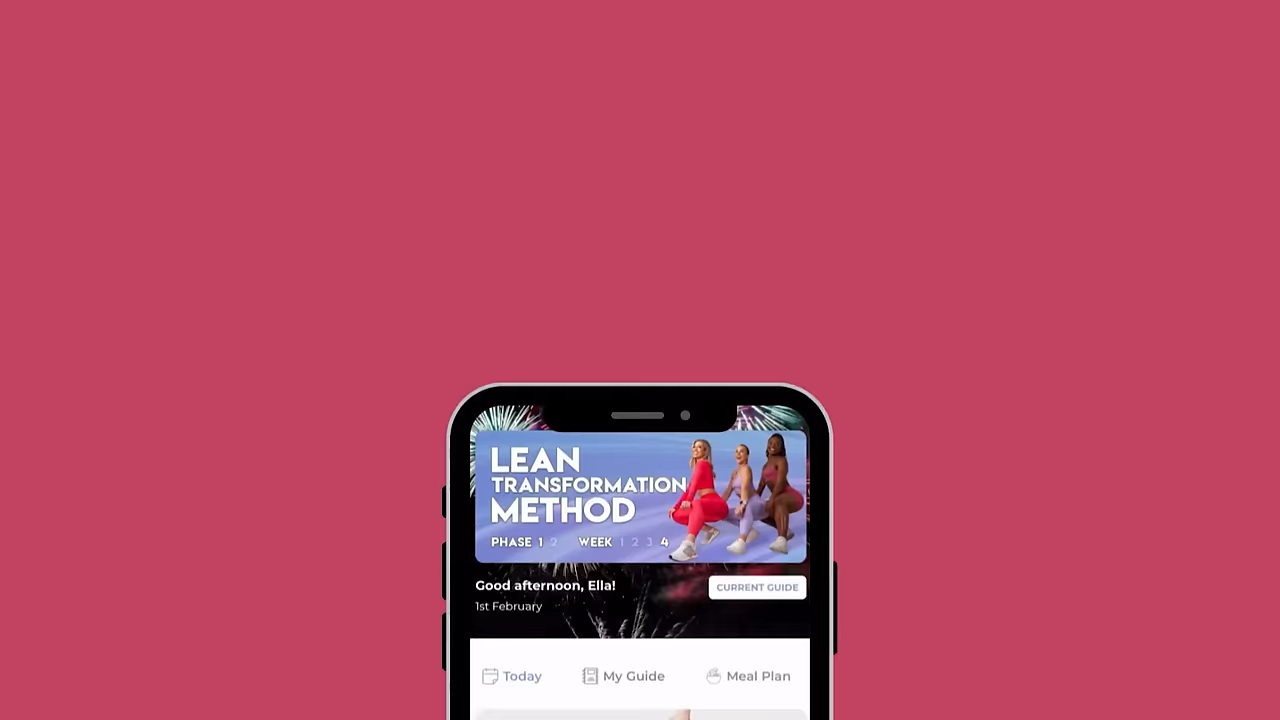 LEAN
TRANSFORMATION
METHOD
PHASE 1 2 WEEK 1 2 3 4
Good afternoon, Ella!
CURRENT GUIDE
1st February
Today
My Guide
Meal Plan